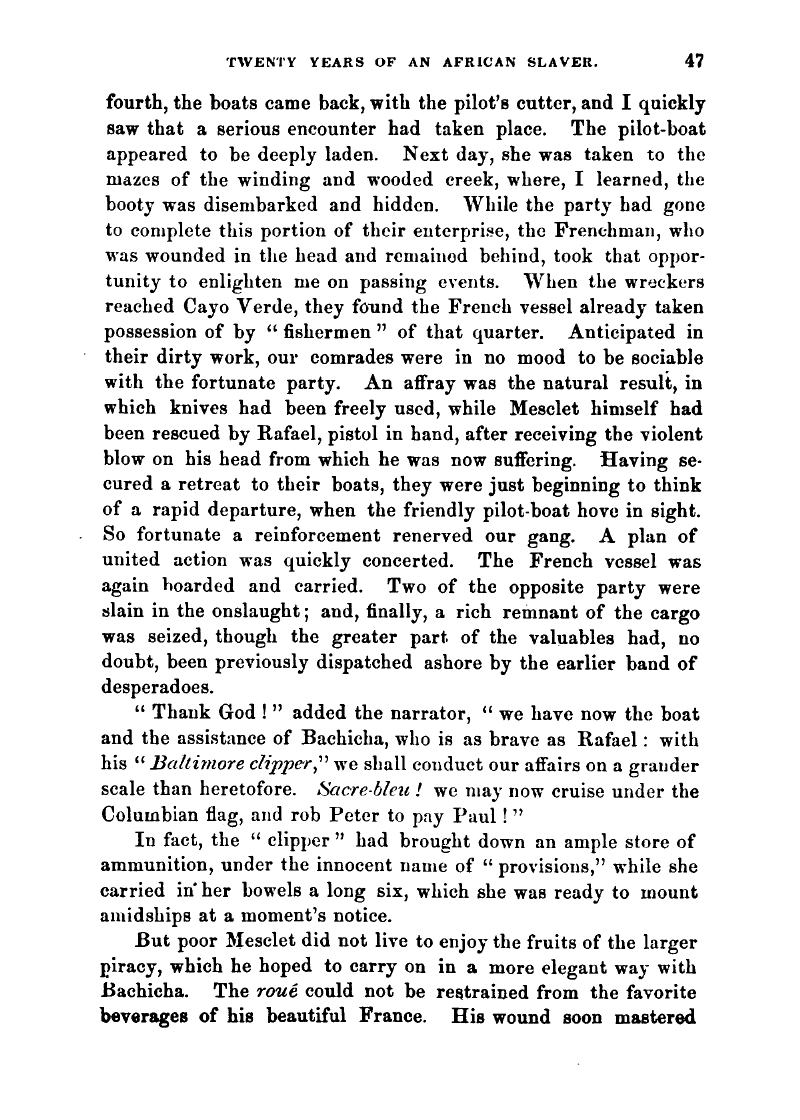 TWENTY YEARS OF AN AFRICAN SLAVER. 47
fourth, the boats came back, with the pilot's cutter, and I quickly
saw that a serious encounter had taken place. The pilot-boat
appeared to be deeply laden. Next day, she was taken to the
mazes of the winding and wooded creek, where, I learned, the
booty was disembarked and hidden. While the party had gone
to complete this portion of their enterprise, the Frenchman, who
was wounded in the head and remained behind, took that oppor-
tunity to enlighten me on passing events. When the wreckers
reached Cayo Verde, they found the French vessel already taken
possession of by “ fishermen ” of that quarter. Anticipated in
their dirty work, our comrades were in no mood to be sociable
with the fortunate party. An affray was the natural result, in
which knives had been freely used, while Mesclet himself had
been rescued by Rafael, pistol in hand, after receiving the violent
blow on his head from which he was now suffering. Having se-
cured a retreat to their boats, they were just beginning to think
of a rapid departure, when the friendly pilot-boat hove in sight.
So fortunate a reinforcement renerved our gang. A plan of
united action was quickly concerted. The French vessel was
again boarded and carried. Two of the opposite party were
slain in the onslaught; and, finally, a rich remnant of the cargo
was seized, though the greater part of the valuables had, no
doubt, been previously dispatched ashore by the earlier band of
desperadoes.
“ Thank God ! ” added the narrator, “ we have now the boat
and the assistance of Bachicha, who is as brave as Rafael : with
his “ Baltimore clipper,” we shall conduct our affairs on a grander
scale than heretofore. Sacre-bleu ! we may now cruise under the
Columbian flag, and rob Peter to pay Paul ! ”
In fact, the “ clipper ” had brought down an ample store of
ammunition, under the innocent name of “ provisions,” while she
carried in her bowels a long six, which she was ready to mount
amidships at a moment's notice.
But poor Mesclet did not live to enjoy the fruits of the larger
piracy, which he hoped to carry on in a more elegant way with
Bachicha. The roué could not be restrained from the favorite
beverages of his beautiful France. His wound soon mastered